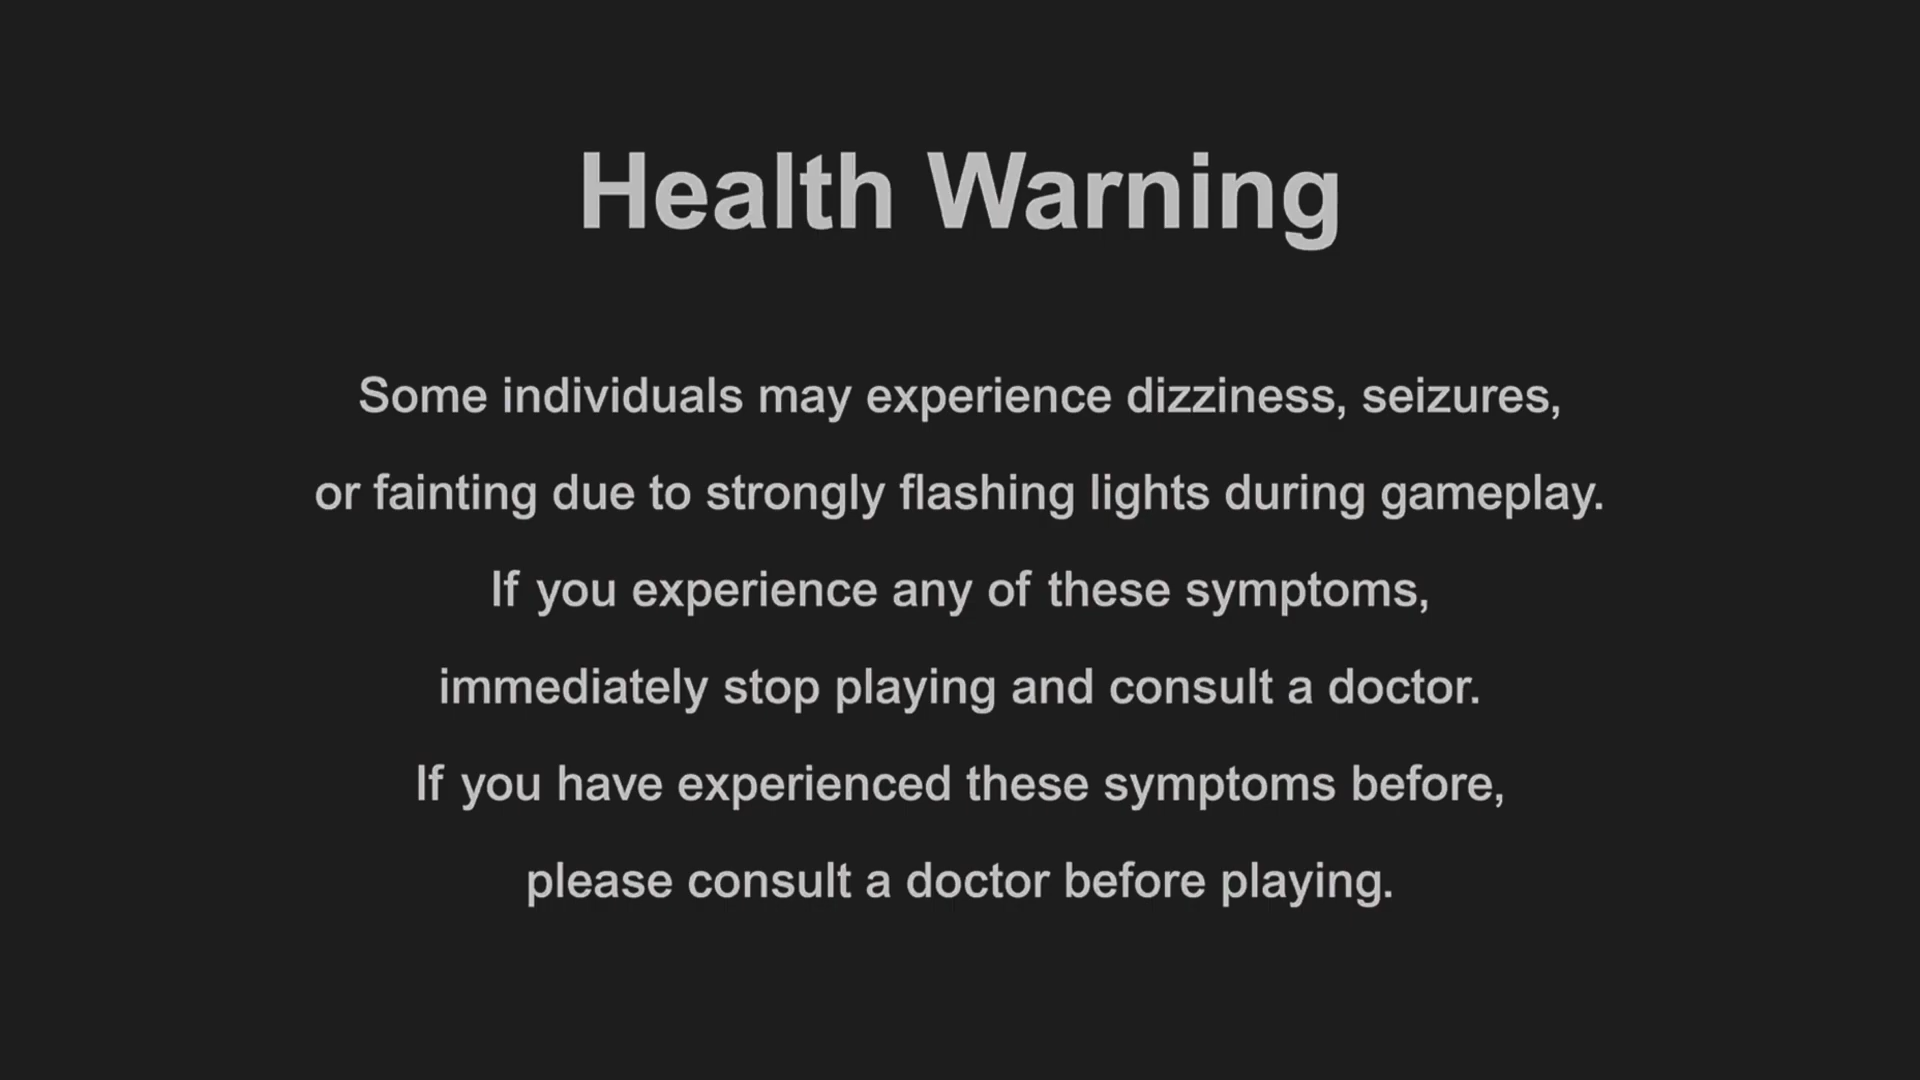 Health Warning
Some individuals may experience dizziness, seizures,
or fainting due to strongly flashing lights during gameplay.
If you experience any of these symptoms,
immediately stop playing and consult a doctor.
If you have experienced these symptoms before,
please consult a doctor before playing.